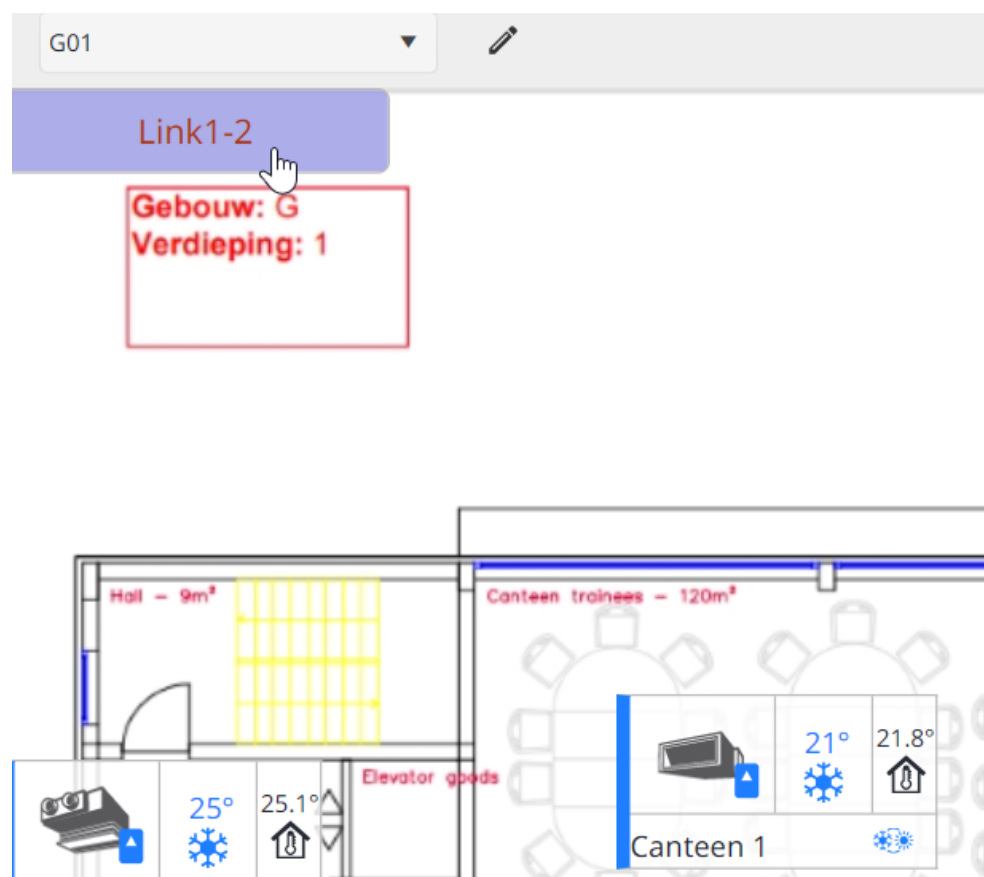 G01
Link1-2
Gebouw: G
Verdieping: 1
Hall - 9m²
Canteen trainees - 120m²
Elevator goods
21°
21.8°
25°
25.1°
Canteen 1